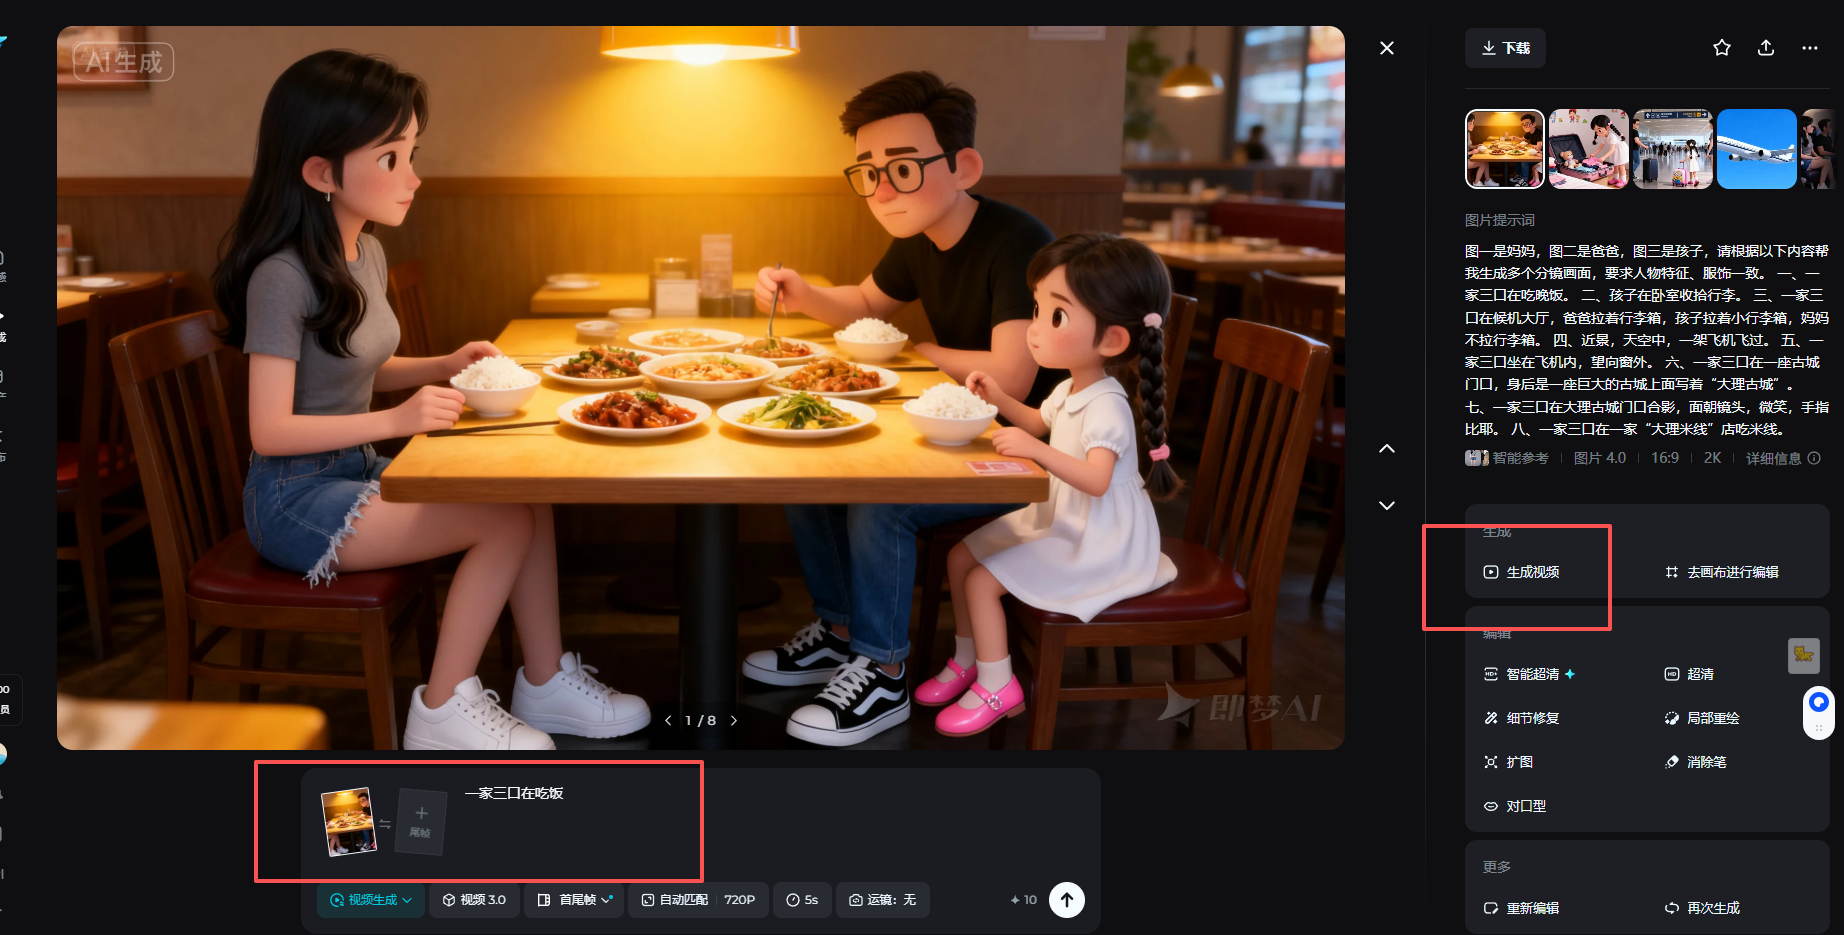 AI生成
下载
图片提示词
图一是妈妈，图二是爸爸，图三是孩子，请根据以下内容帮
我生成多个分镜画面，要求人物特征、服饰一致。 一、一
家三口在吃晚饭。 二、孩子在卧室收拾行李。 三、一家三
口在候机大厅，爸爸拉着行李箱，孩子拉着小行李箱，妈妈
不拉行李箱。 四、近景，天空中，一架飞机飞过。 五、一
家三口坐在飞机内，望向窗外。 六、一家三口在一座古城
门口，身后是一座巨大的古城上面写着“大理古城”。
七、一家三口在大理古城门口合影，面朝镜头，微笑，手指
比耶。 八、一家三口在一家“大理米线”店吃米线。
智能参考 图片 4.0 16:9 2K 详细信息
生成
生成视频 去画布进行编辑
编辑
智能超清 超清
细节修复 局部重绘
扩图 消除笔
对口型
更多
重新编辑 再次生成
即梦AI
1 / 8
一家三口在吃饭
尾帧
视频生成 视频 3.0 首尾帧 自动匹配 720P 5s 运镜：无 10